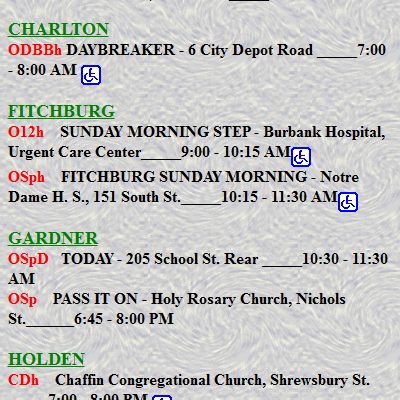 CHARLTON
ODBBh DAYBREAKER - 6 City Depot Road _____7:00
- 8:00 AM
FITCHBURG
O12h SUNDAY MORNING STEP - Burbank Hospital,
Urgent Care Center_____9:00 - 10:15 AM
OSph FITCHBURG SUNDAY MORNING - Notre
Dame H. S., 151 South St._____10:15 - 11:30 AM
GARDNER
OSpD TODAY - 205 School St. Rear _____10:30 - 11:30
AM
OSp PASS IT ON - Holy Rosary Church, Nichols
St.______6:45 - 8:00 PM
HOLDEN
CDh Chaffin Congregational Church, Shrewsbury St.
_____7:00 - 8:00 PM